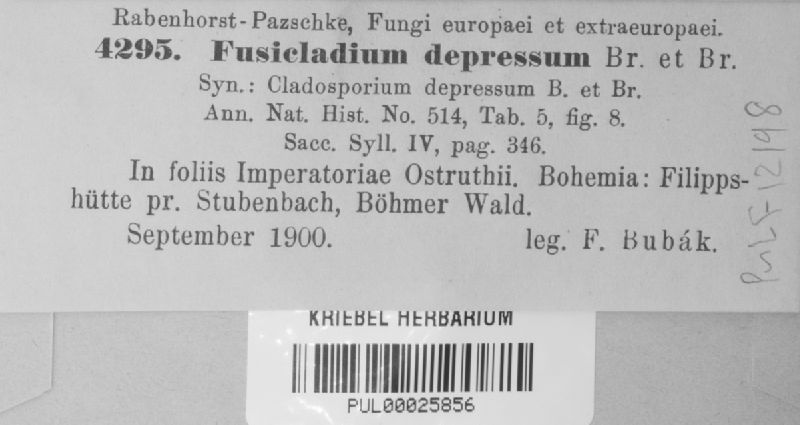 Rabenhorst-Pazschke, Fungi europaei et extraeuropaei.
4295. Fusicladium depressum Br. et Br.
Syn.: Cladosporium depressum B. et Br.
Ann. Nat. Hist. No. 514, Tab. 5, fig. 8.
Sacc. Syll. IV, pag. 346.
In foliis Imperatoriae Ostruthii. Bohemia: Filipps-
hütte pr. Stubenbach, Böhmer Wald.
September 1900. leg. F. Bubák.
KRIEBEL HERBARIUM
PUL00025856